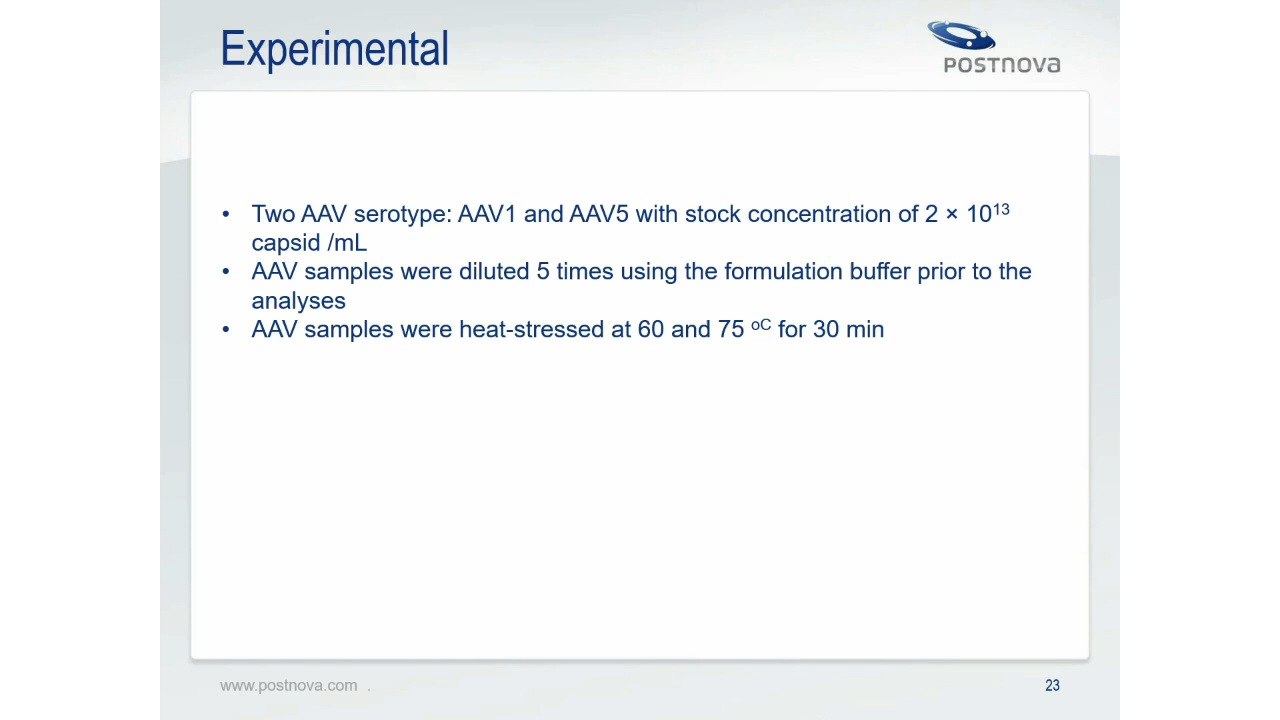 Experimental
POSTNOVA
• Two AAV serotype: AAV1 and AAV5 with stock concentration of 2 × 10¹³
capsid /mL
• AAV samples were diluted 5 times using the formulation buffer prior to the
analyses
• AAV samples were heat-stressed at 60 and 75 ᵒC for 30 min
www.postnova.com .
23